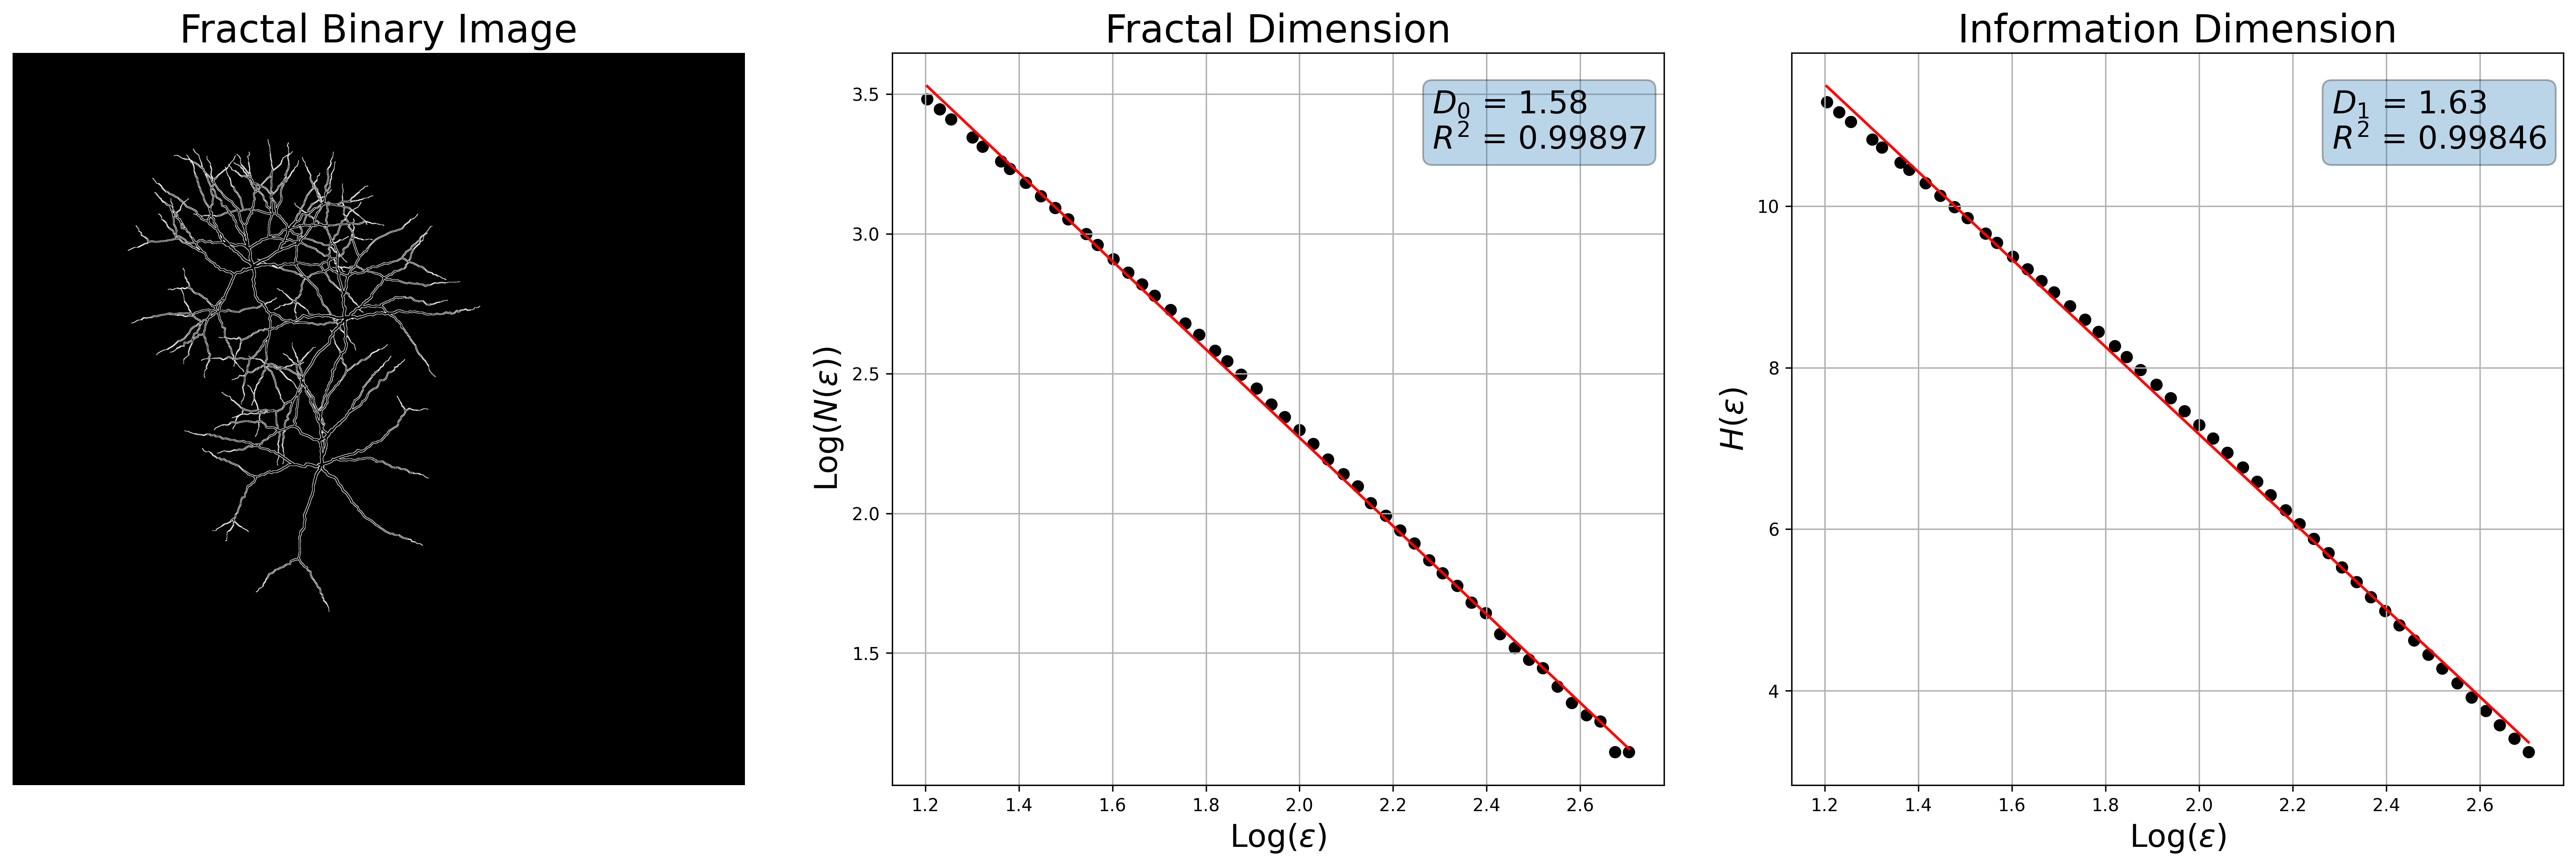 Fractal Binary Image
Fractal Dimension
D₀ = 1.58
R² = 0.99897
Log(N(ε))
3.5
3.0
2.5
2.0
1.5
1.2 1.4 1.6 1.8 2.0 2.2 2.4 2.6
Log(ε)
Information Dimension
D₁ = 1.63
R² = 0.99846
H(ε)
10
8
6
4
1.2 1.4 1.6 1.8 2.0 2.2 2.4 2.6
Log(ε)